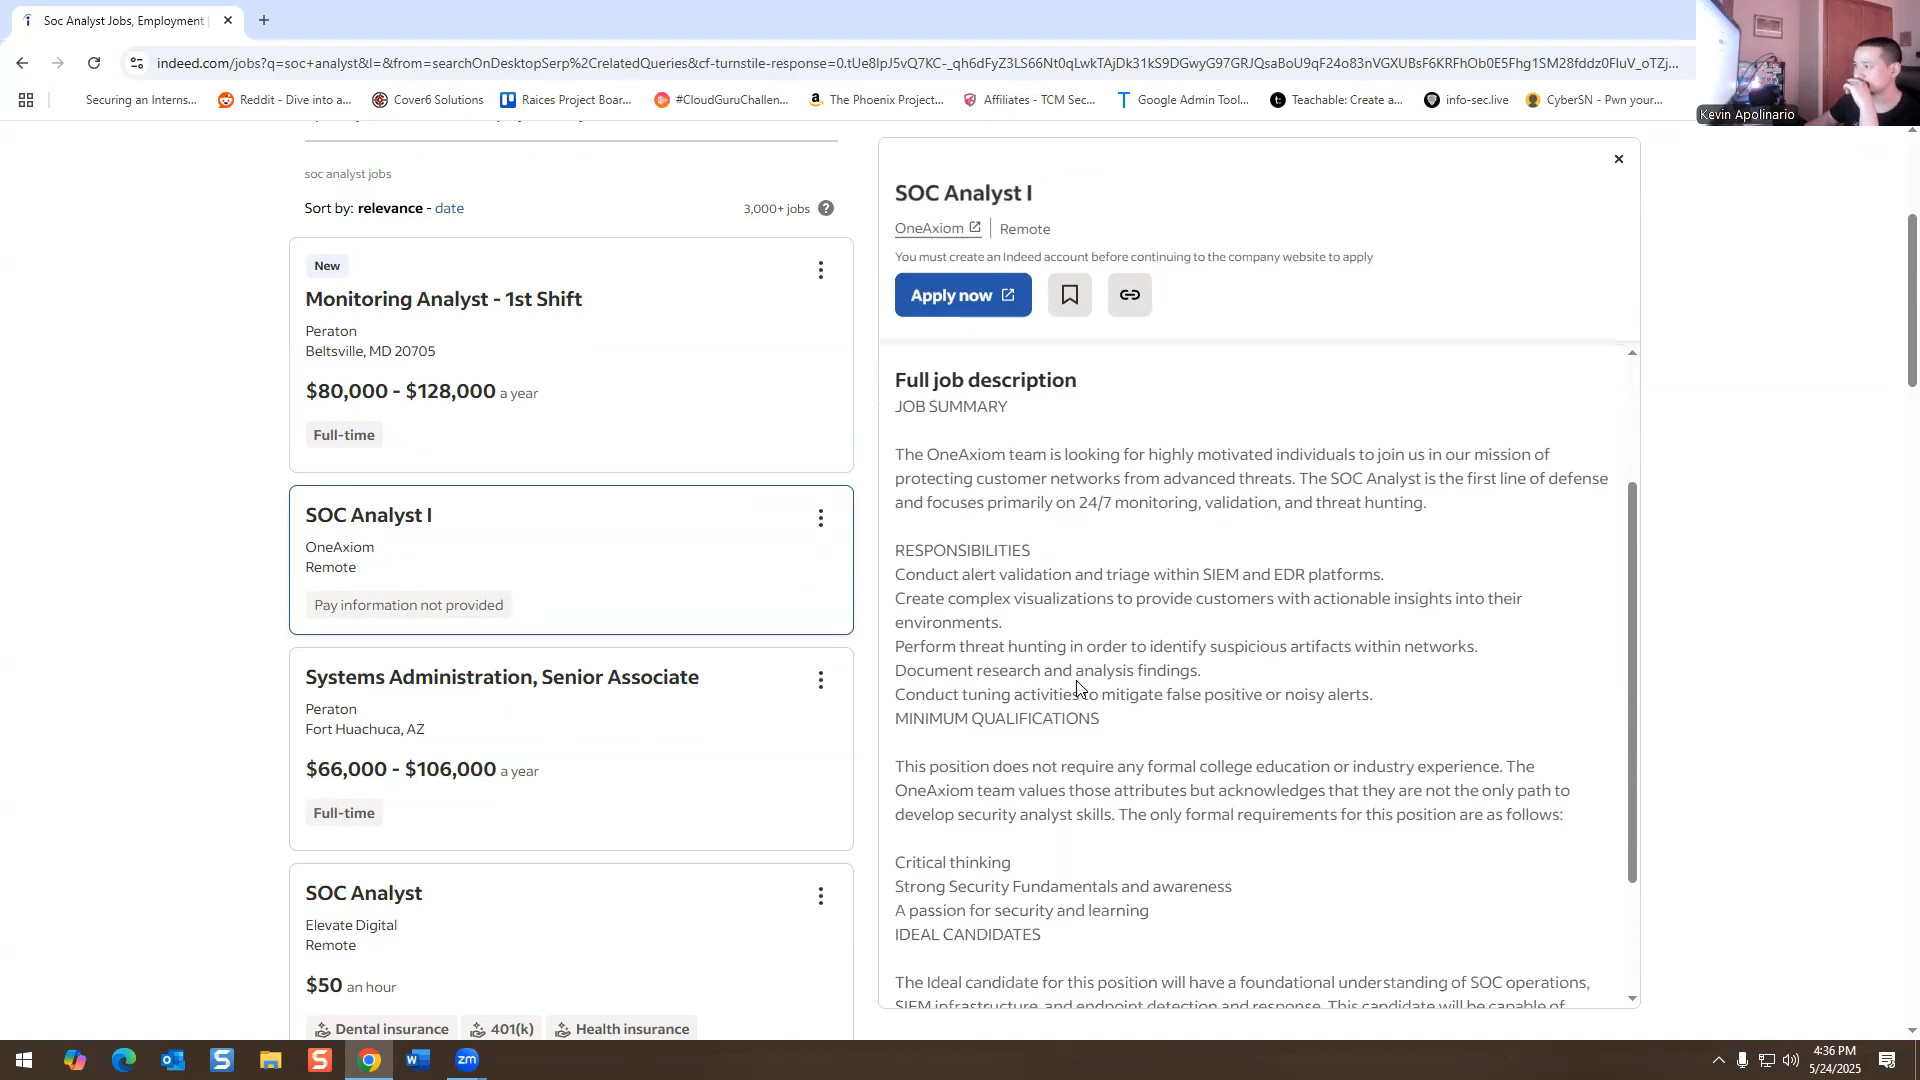 Soc Analyst Jobs, Employment
indeed.com/jobs?q=soc+analyst&l=&from=searchOnDesktopSerp%2CrelatedQueries&cf-turnstile-response=0.tUe8lpJ5vQ7KC-_qh6dFyZ3LS66Nt0qLwkTAjDk31kS9DGwyG97GRJQsaBoU9qF24o83nVGXUBsF6KRFhOb0E5Fhg1SM28fddz0FluV_oTZj...
Securing an Interns...
Reddit - Dive into a...
Cover6 Solutions
Raices Project Boar...
#CloudGuruChallen...
The Phoenix Project...
Affiliates - TCM Sec...
Google Admin Tool...
Teachable: Create a...
info-sec.live
CyberSN - Pwn your...
Kevin Apolinario
soc analyst jobs
Sort by: relevance - date
3,000+ jobs
New
Monitoring Analyst - 1st Shift
Peraton
Beltsville, MD 20705
$80,000 - $128,000 a year
Full-time
SOC Analyst I
OneAxiom
Remote
Pay information not provided
Systems Administration, Senior Associate
Peraton
Fort Huachuca, AZ
$66,000 - $106,000 a year
Full-time
SOC Analyst
Elevate Digital
Remote
$50 an hour
Dental insurance
401(k)
Health insurance
SOC Analyst I
OneAxiom
Remote
You must create an Indeed account before continuing to the company website to apply
Apply now
Full job description
JOB SUMMARY
The OneAxiom team is looking for highly motivated individuals to join us in our mission of
protecting customer networks from advanced threats. The SOC Analyst is the first line of defense
and focuses primarily on 24/7 monitoring, validation, and threat hunting.
RESPONSIBILITIES
Conduct alert validation and triage within SIEM and EDR platforms.
Create complex visualizations to provide customers with actionable insights into their
environments.
Perform threat hunting in order to identify suspicious artifacts within networks.
Document research and analysis findings.
Conduct tuning activities to mitigate false positive or noisy alerts.
MINIMUM QUALIFICATIONS
This position does not require any formal college education or industry experience. The
OneAxiom team values those attributes but acknowledges that they are not the only path to
develop security analyst skills. The only formal requirements for this position are as follows:
Critical thinking
Strong Security Fundamentals and awareness
A passion for security and learning
IDEAL CANDIDATES
The Ideal candidate for this position will have a foundational understanding of SOC operations,
SIEM infrastructure, and endpoint detection and response. This candidate will be capable of
4:36 PM
5/24/2025